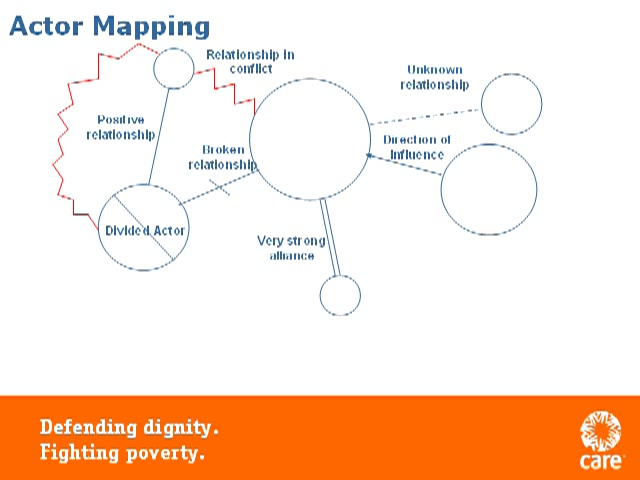 Actor Mapping
Relationship in
conflict
Unknown
relationship
Positive
relationship
Broken
relationship
Direction of
Influence
Divided Actor
Very strong
alliance
Defending dignity.
Fighting poverty.
care